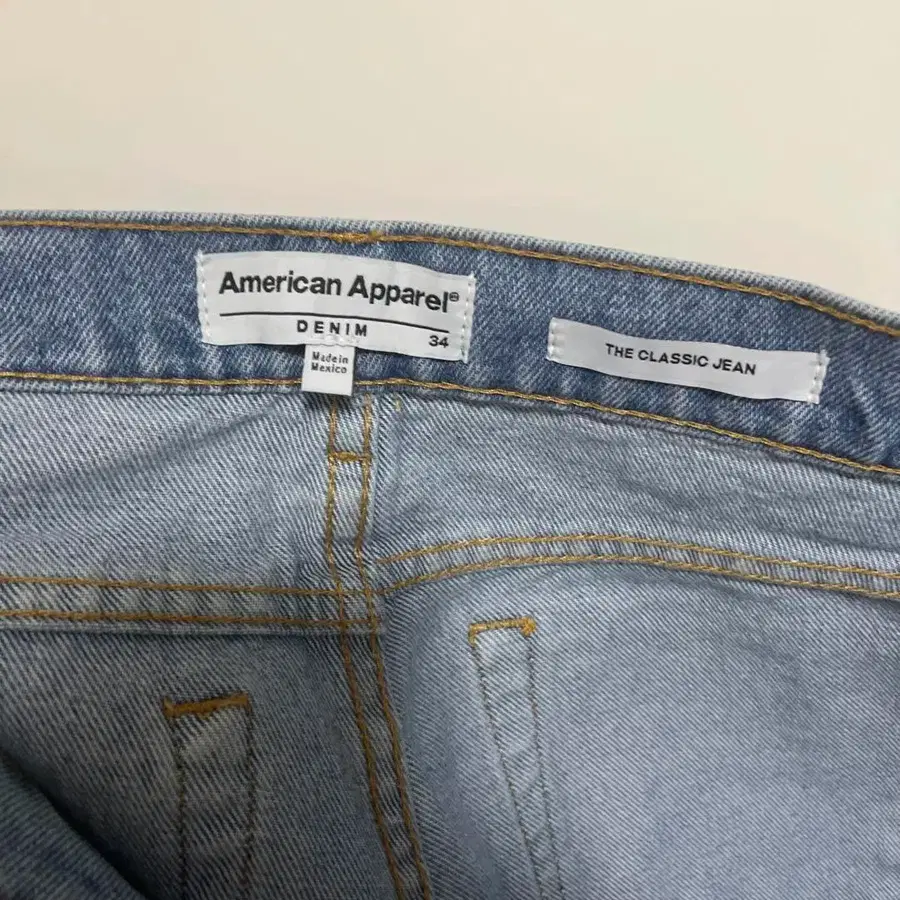 American Apparel®
DENIM
34
Made in
Mexico
THE CLASSIC JEAN